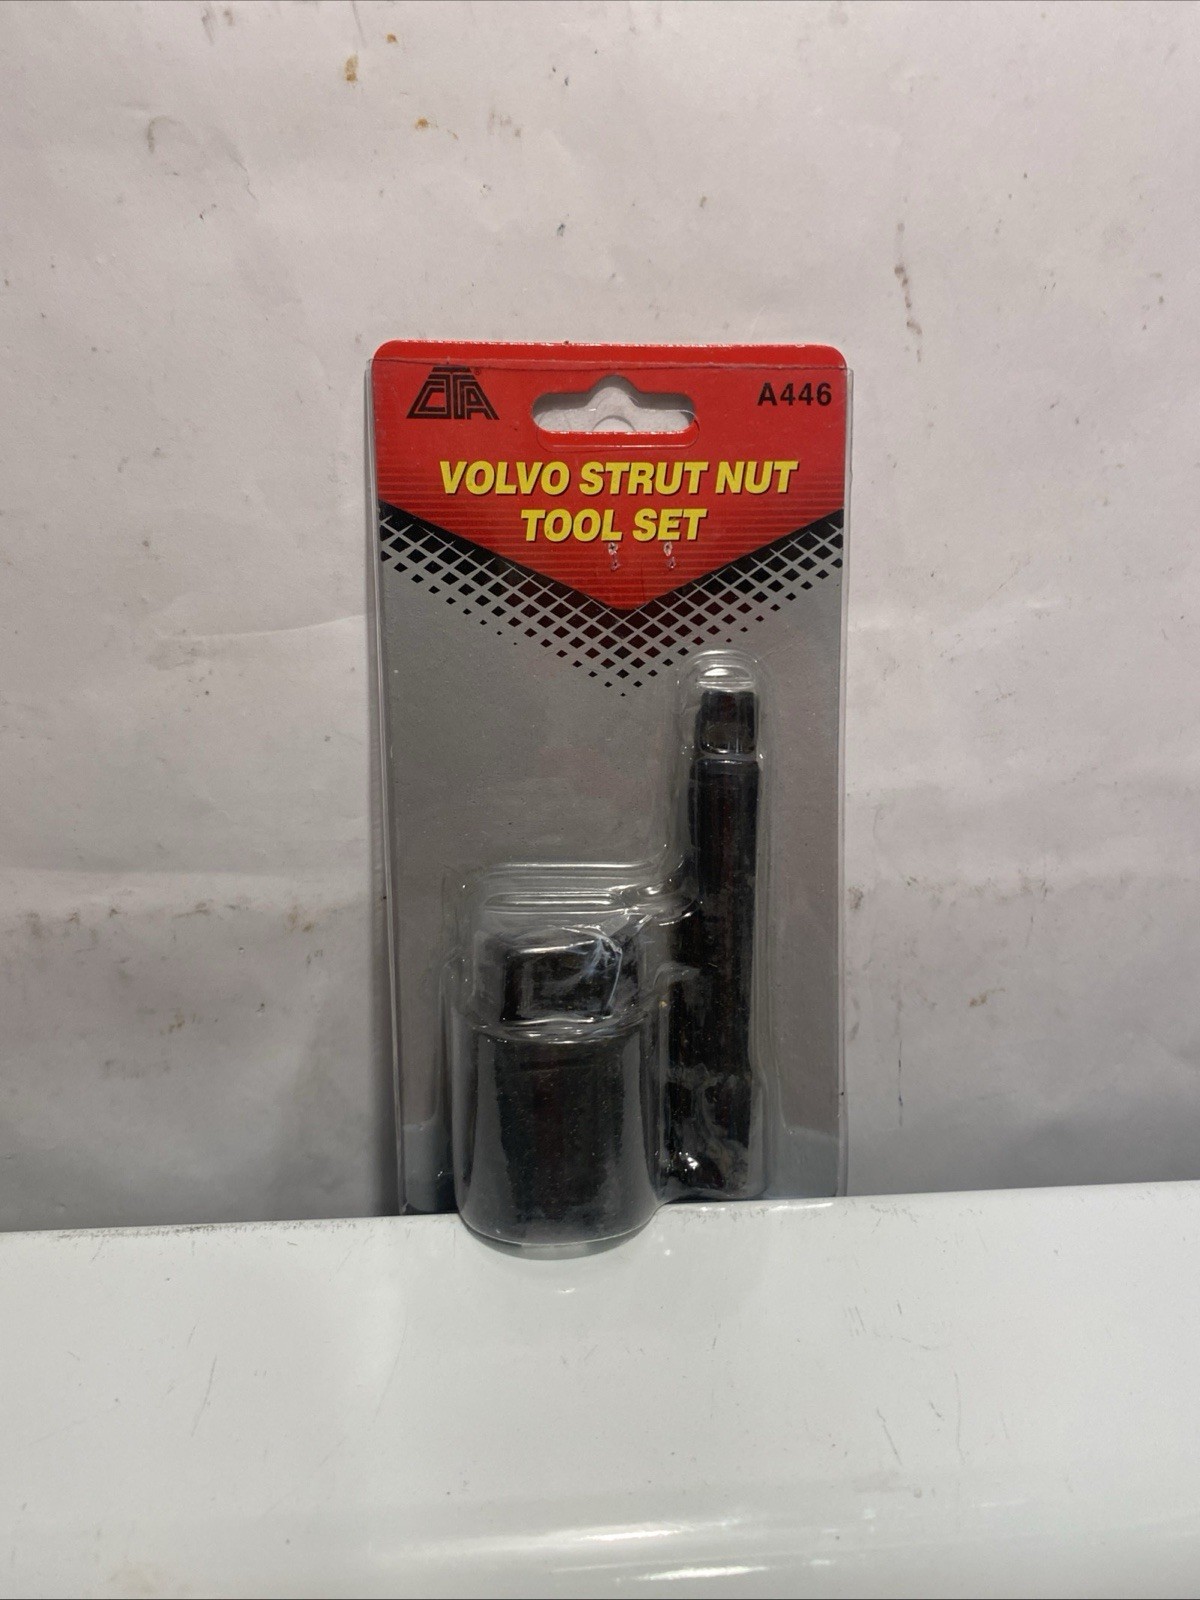 CTA
A446
VOLVO STRUT NUT
TOOL SET